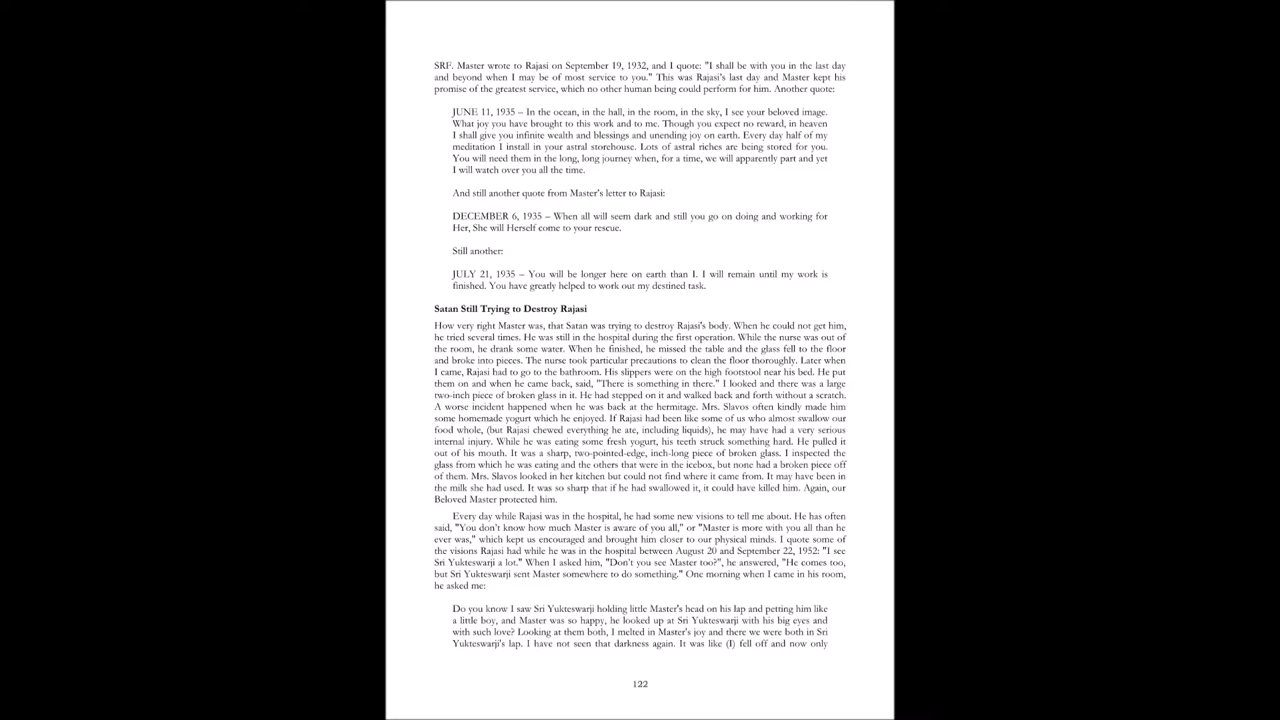 SRF. Master wrote to Rajasi on September 19, 1932, and I quote: "I shall be with you in the last day
and beyond when I may be of most service to you." This was Rajasi's last day and Master kept his
promise of the greatest service, which no other human being could perform for him. Another quote:
JUNE 11, 1935 – In the ocean, in the hall, in the room, in the sky, I see your beloved image.
What joy you have brought to this work and to me. Though you expect no reward, in heaven
I shall give you infinite wealth and blessings and unending joy on earth. Every day half of my
meditation I install in your astral storehouse. Lots of astral riches are being stored for you.
You will need them in the long, long journey when, for a time, we will apparently part and yet
I will watch over you all the time.
And still another quote from Master's letter to Rajasi:
DECEMBER 6, 1935 – When all will seem dark and still you go on doing and working for
Her, She will Herself come to your rescue.
Still another:
JULY 21, 1935 – You will be longer here on earth than I. I will remain until my work is
finished. You have greatly helped to work out my destined task.
Satan Still Trying to Destroy Rajasi
How very right Master was, that Satan was trying to destroy Rajasi's body. When he could not get him,
he tried several times. He was still in the hospital during the first operation. While the nurse was out of
the room, he drank some water. When he finished, he missed the table and the glass fell to the floor
and broke into pieces. The nurse took particular precautions to clean the floor thoroughly. Later when
I came, Rajasi had to go to the bathroom. His slippers were on the high footstool near his bed. He put
them on and when he came back, said, "There is something in there." I looked and there was a large
two-inch piece of broken glass in it. He had stepped on it and walked back and forth without a scratch.
A worse incident happened when he was back at the hermitage. Mrs. Slavos often kindly made him
some homemade yogurt which he enjoyed. If Rajasi had been like some of us who almost swallow our
food whole, (but Rajasi chewed everything he ate, including liquids), he may have had a very serious
internal injury. While he was eating some fresh yogurt, his teeth struck something hard. He pulled it
out of his mouth. It was a sharp, two-pointed-edge, inch-long piece of broken glass. I inspected the
glass from which he was eating and the others that were in the icebox, but none had a broken piece off
of them. Mrs. Slavos looked in her kitchen but could not find where it came from. It may have been in
the milk she had used. It was so sharp that if he had swallowed it, it could have killed him. Again, our
Beloved Master protected him.
Every day while Rajasi was in the hospital, he had some new visions to tell me about. He has often
said, "You don't know how much Master is aware of you all," or "Master is more with you all than he
ever was," which kept us encouraged and brought him closer to our physical minds. I quote some of
the visions Rajasi had while he was in the hospital between August 20 and September 22, 1952: "I see
Sri Yukteswarji a lot." When I asked him, "Don't you see Master too?", he answered, "He comes too,
but Sri Yukteswarji sent Master somewhere to do something." One morning when I came in his room,
he asked me:
Do you know I saw Sri Yukteswarji holding little Master's head on his lap and petting him like
a little boy, and Master was so happy, he looked up at Sri Yukteswarji with his big eyes and
with such love? Looking at them both, I melted in Master's joy and there we were both in Sri
Yukteswarji's lap. I have not seen that darkness again. It was like (I) fell off and now only
122